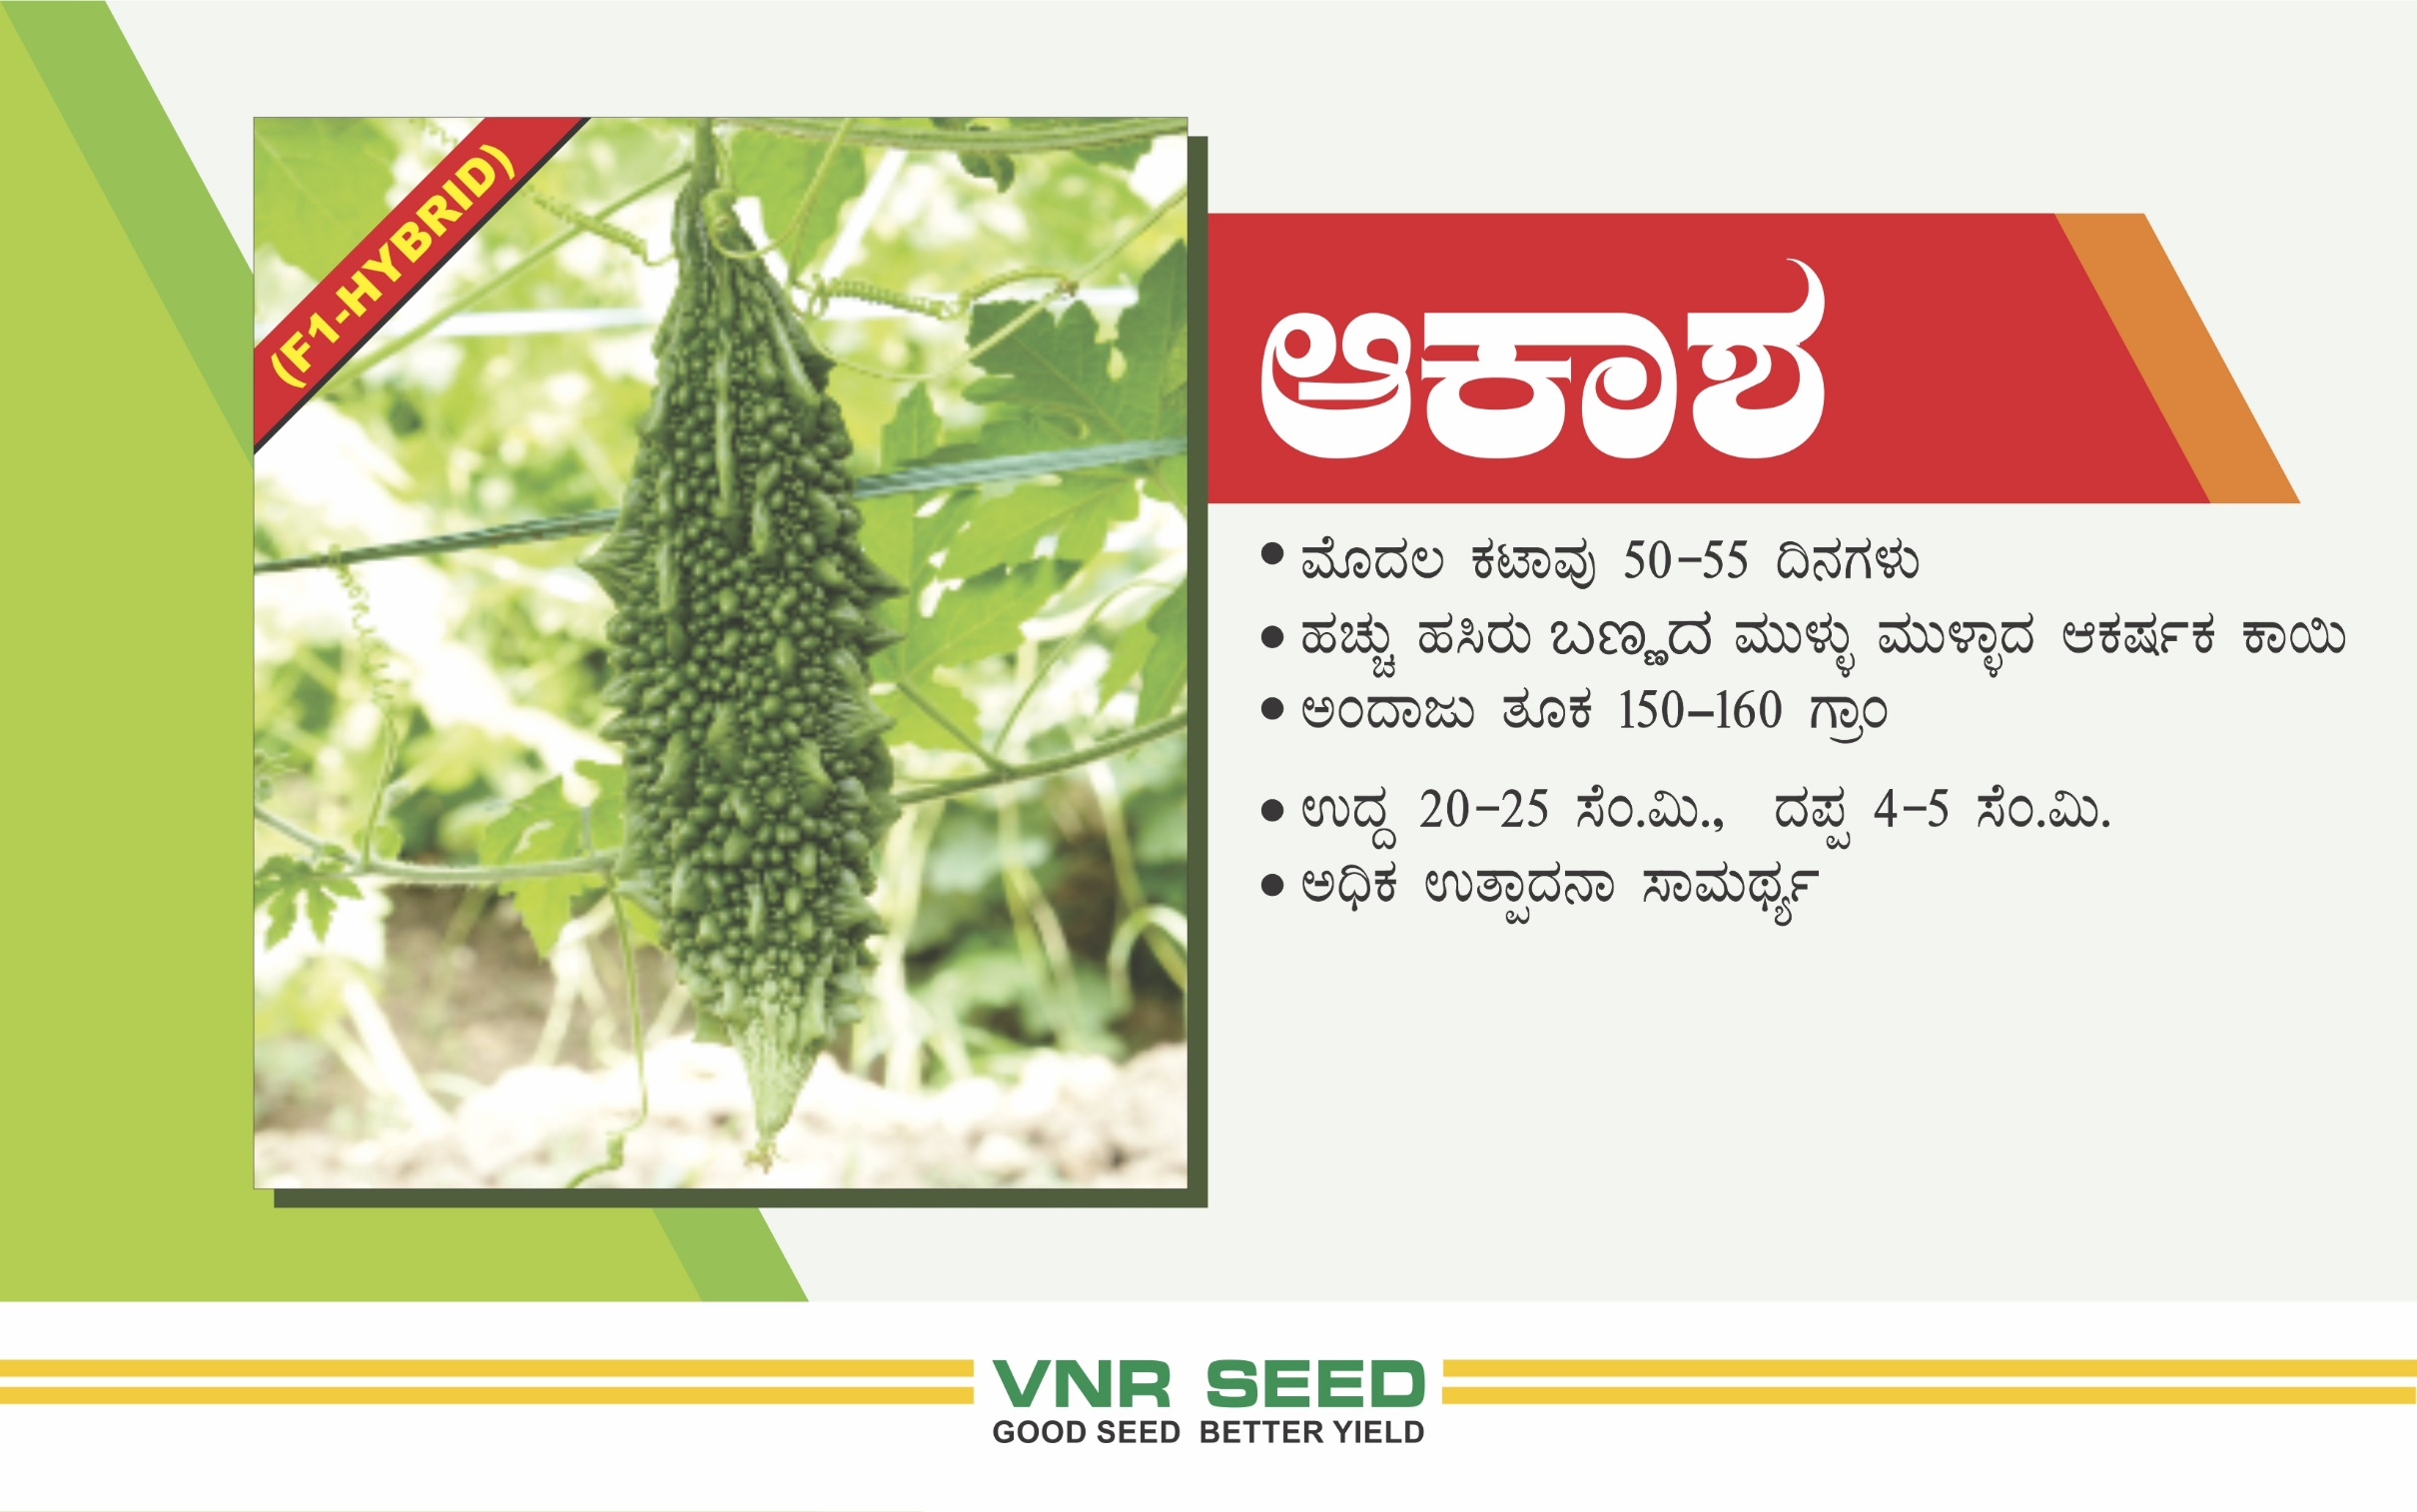 (F1-HYBRID))
ಆಕಾಶ
• ಮೊದಲ ಕಟಾವು 50-55 ದಿನಗಳು
• ಹಚ್ಚು ಹಸಿರು ಬಣ್ಣದ ಮುಳ್ಳು ಮುಳ್ಳಾದ ಆಕರ್ಷಕ ಕಾಯಿ
• ಅಂದಾಜು ತೂಕ 150-160 ಗ್ರಾಂ
• ಉದ್ದ 20-25 ಸೆಂ.ಮಿ., ದಪ್ಪ 4-5 ಸೆಂ.ಮಿ.
• ಅಧಿಕ ಉತ್ಪಾದನಾ ಸಾಮರ್ಥ್ಯ
VNR SEED
GOOD SEED BETTER YIELD